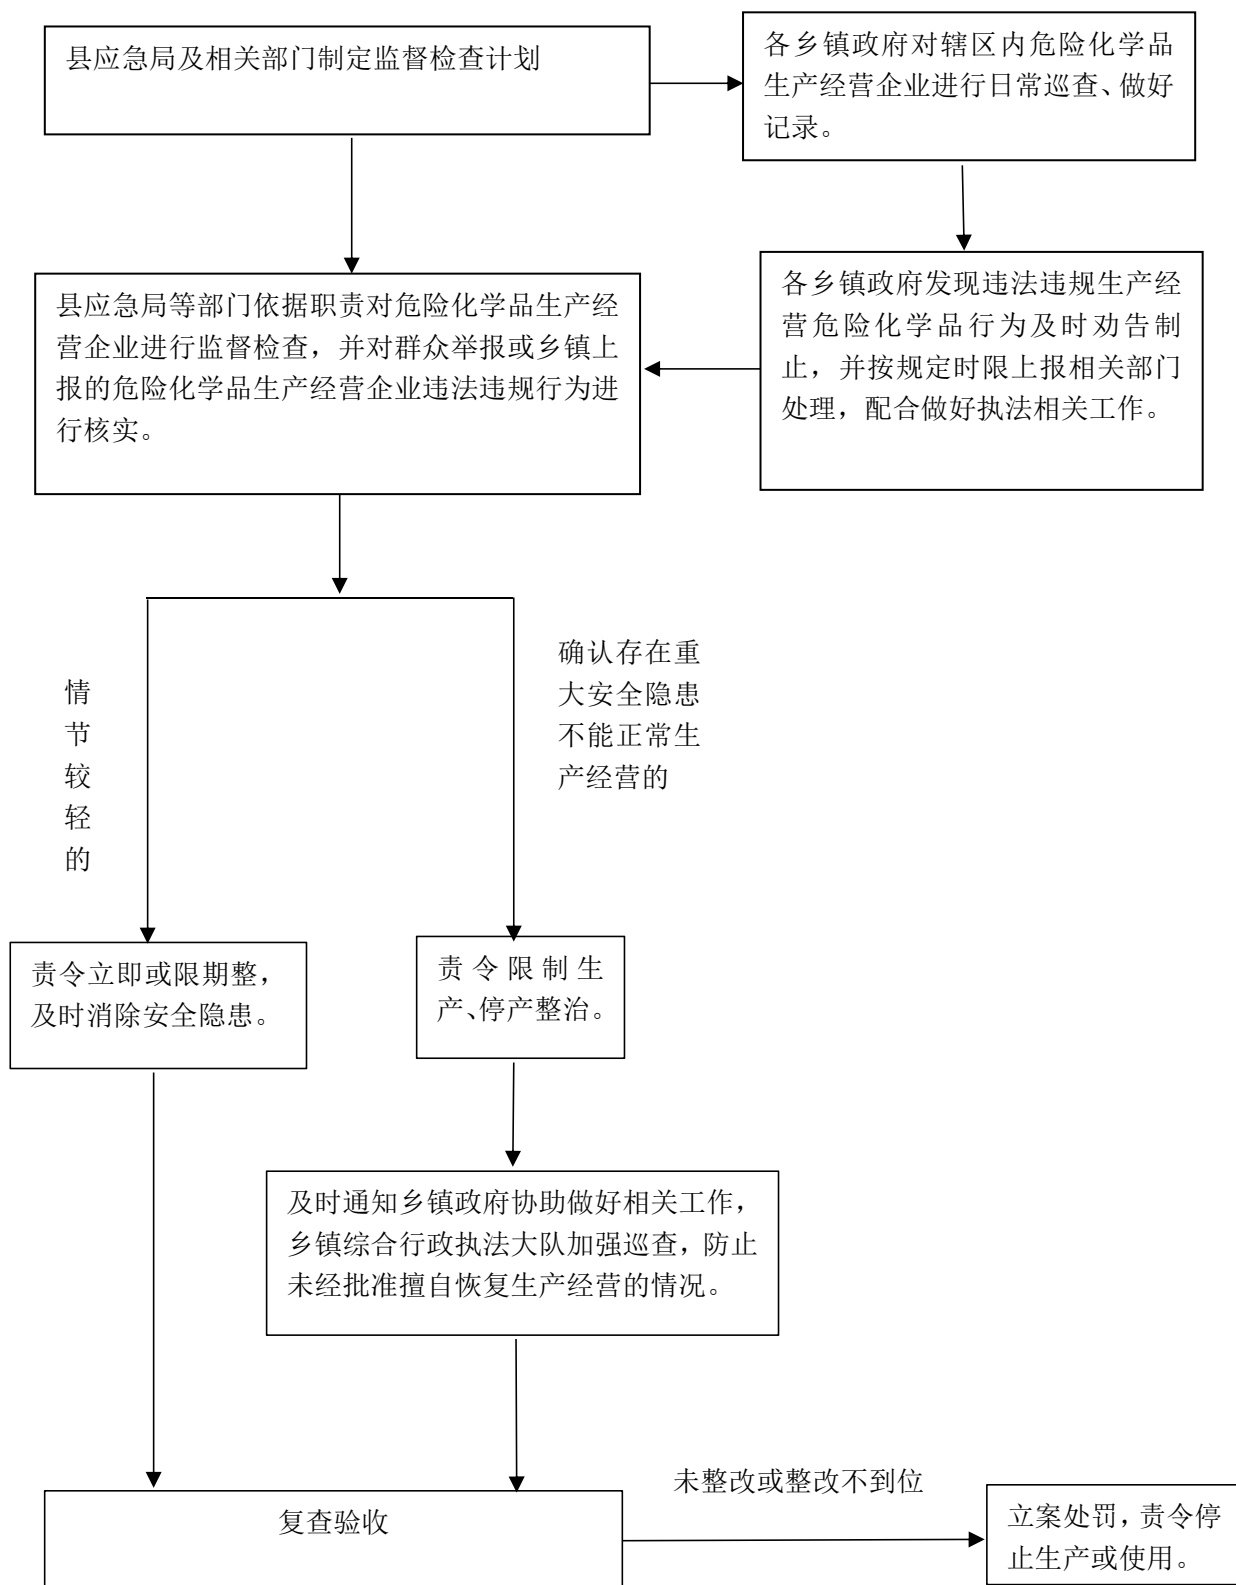 县应急局及相关部门制定监督检查计划
各乡镇政府对辖区内危险化学品
生产经营企业进行日常巡查、做好
记录。
县应急局等部门依据职责对危险化学品生产经
营企业进行监督检查，并对群众举报或乡镇上
报的危险化学品生产经营企业违法违规行为进
行核实。
各乡镇政府发现违法违规生产经
营危险化学品行为及时劝告制
止，并按规定时限上报相关部门
处理，配合做好执法相关工作。
情
节
较
轻
的
确认存在重
大安全隐患
不能正常生
产经营的
责令立即或限期整，
及时消除安全隐患。
责令限制生
产、停产整治。
及时通知乡镇政府协助做好相关工作，
乡镇综合行政执法大队加强巡查，防止
未经批准擅自恢复生产经营的情况。
未整改或整改不到位
复查验收
立案处罚，责令停
止生产或使用。